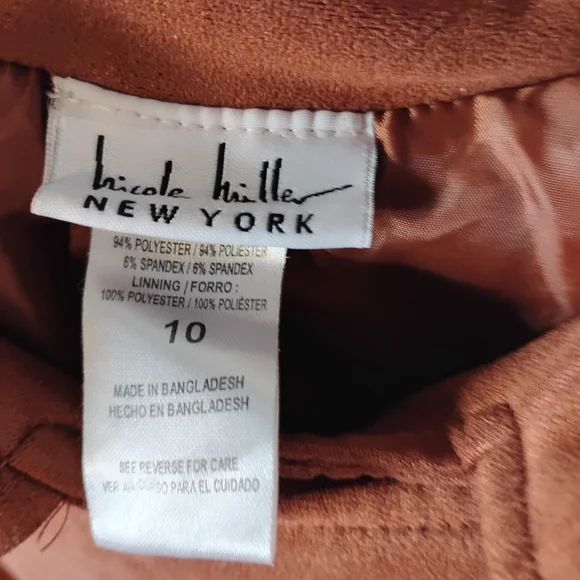 nicole miller
NEW YORK
94% POLYESTER / 94% POLIESTER
6% SPANDEX / 6% SPANDEX
LINNING / FORRO :
100% POLYESTER / 100% POLIÉSTER
10
MADE IN BANGLADESH
HECHO EN BANGLADESH
SEE REVERSE FOR CARE
VER PARA EL CUIDADO